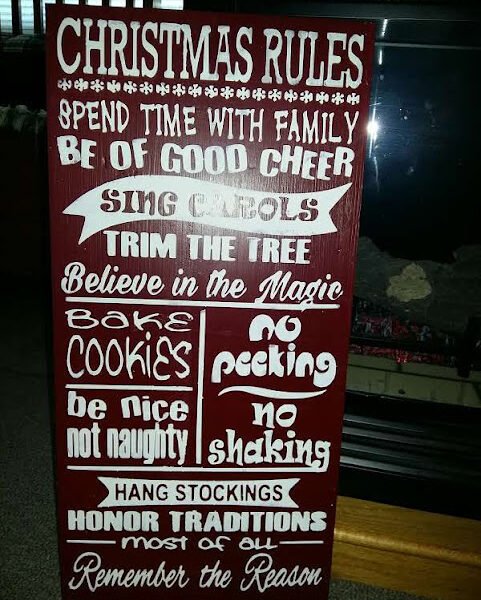 CHRISTMAS RULES
SPEND TIME WITH FAMILY
BE OF GOOD CHEER
SING CAROLS
TRIM THE TREE
Believe in the Magic
BAKE
COOKIES
no
peeking
be nice
not naughty
no
shaking
HANG STOCKINGS
HONOR TRADITIONS
most of all
Remember the Reason